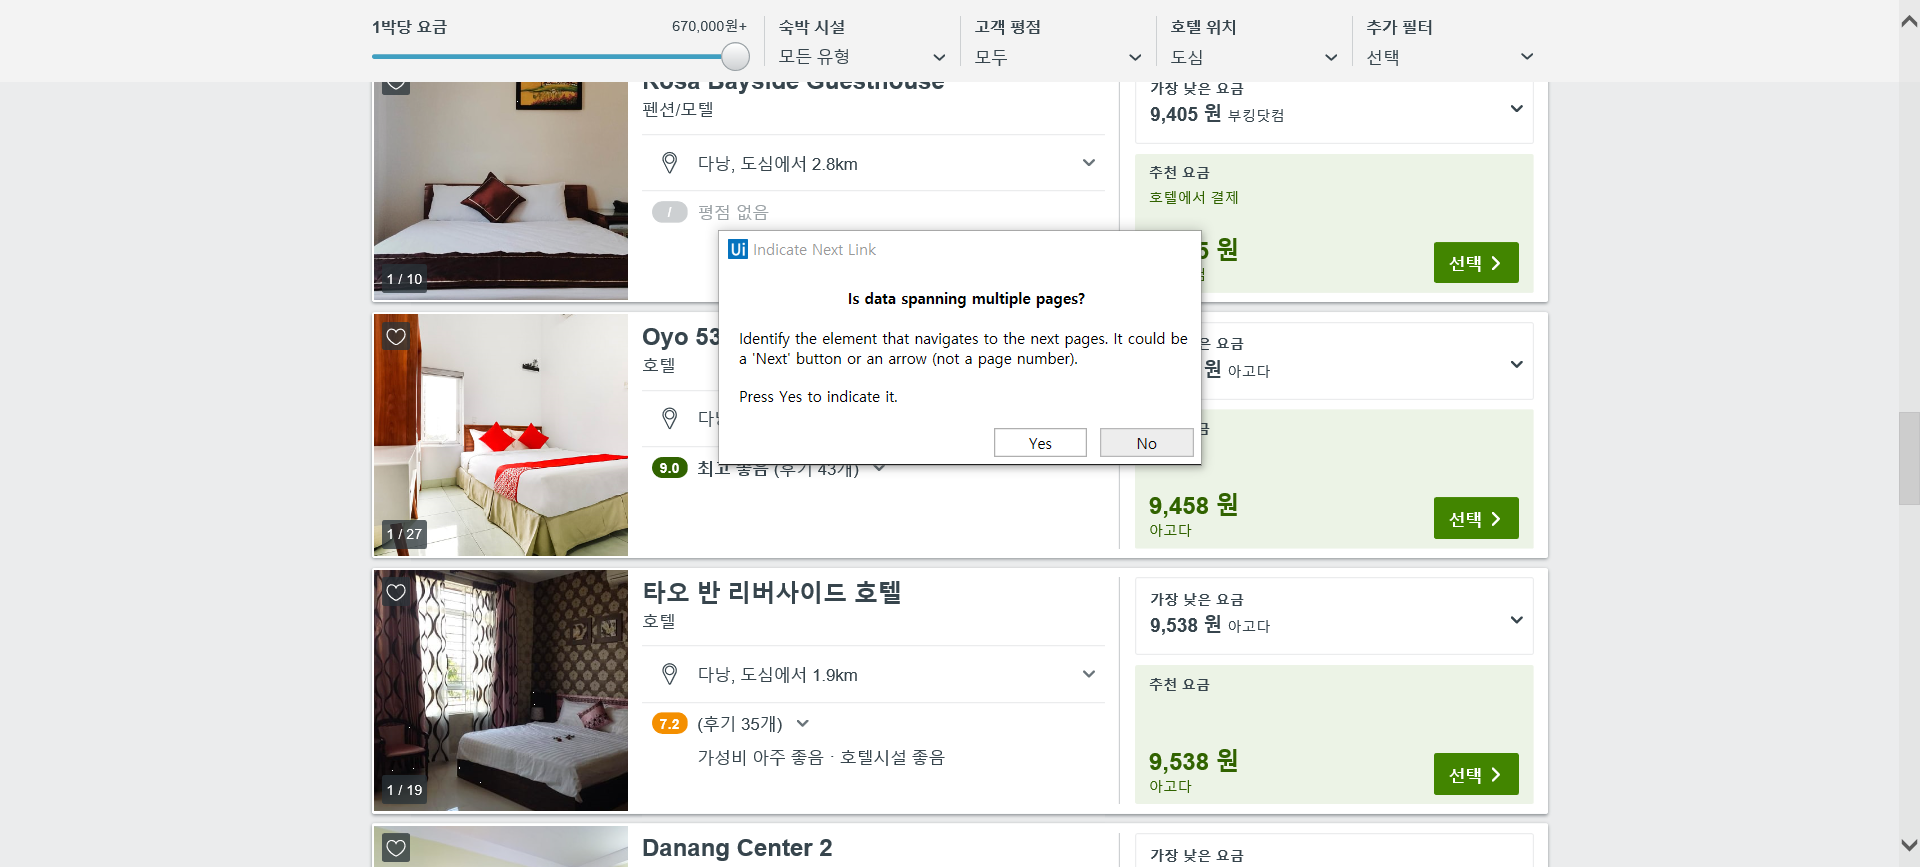 1박당 요금
670,000원+
숙박 시설
모든 유형
고객 평점
모두
호텔 위치
도심
추가 필터
선택
Rosa Bayside Guesthouse
펜션/모텔
다낭, 도심에서 2.8km
/ 평점 없음
1 / 10
가장 낮은 요금
9,405 원 부킹닷컴
추천 요금
호텔에서 결제
5 원
선택
Ui Indicate Next Link
Is data spanning multiple pages?
Identify the element that navigates to the next pages. It could be
a 'Next' button or an arrow (not a page number).
Press Yes to indicate it.
Yes
No
Oyo 53
호텔
9.0 최고 좋음 (후기 43개)
1 / 27
은 요금
원 아고다
9,458 원
아고다
선택
타오 반 리버사이드 호텔
호텔
다낭, 도심에서 1.9km
7.2 (후기 35개)
가성비 아주 좋음 · 호텔시설 좋음
1 / 19
가장 낮은 요금
9,538 원 아고다
추천 요금
9,538 원
아고다
선택
Danang Center 2
가장 낮은 요금